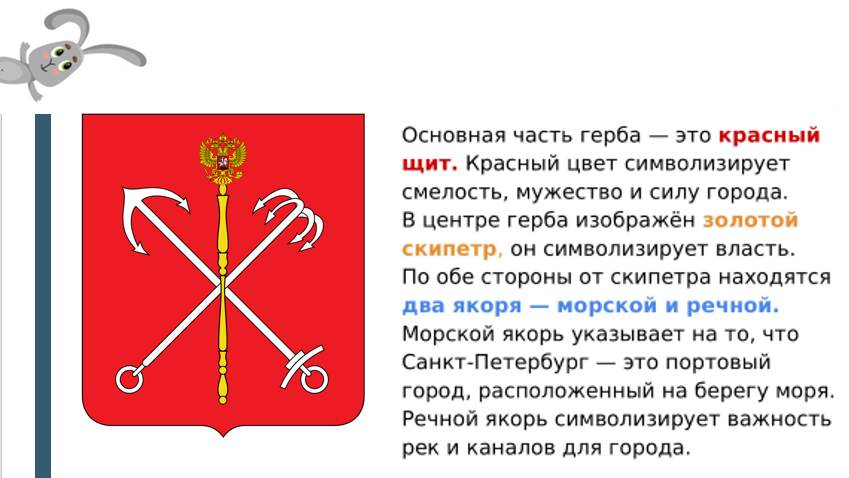 Основная часть герба — это красный
щит. Красный цвет символизирует
смелость, мужество и силу города.
В центре герба изображён золотой
скипетр, он символизирует власть.
По обе стороны от скипетра находятся
два якоря — морской и речной.
Морской якорь указывает на то, что
Санкт-Петербург — это портовый
город, расположенный на берегу моря.
Речной якорь символизирует важность
рек и каналов для города.